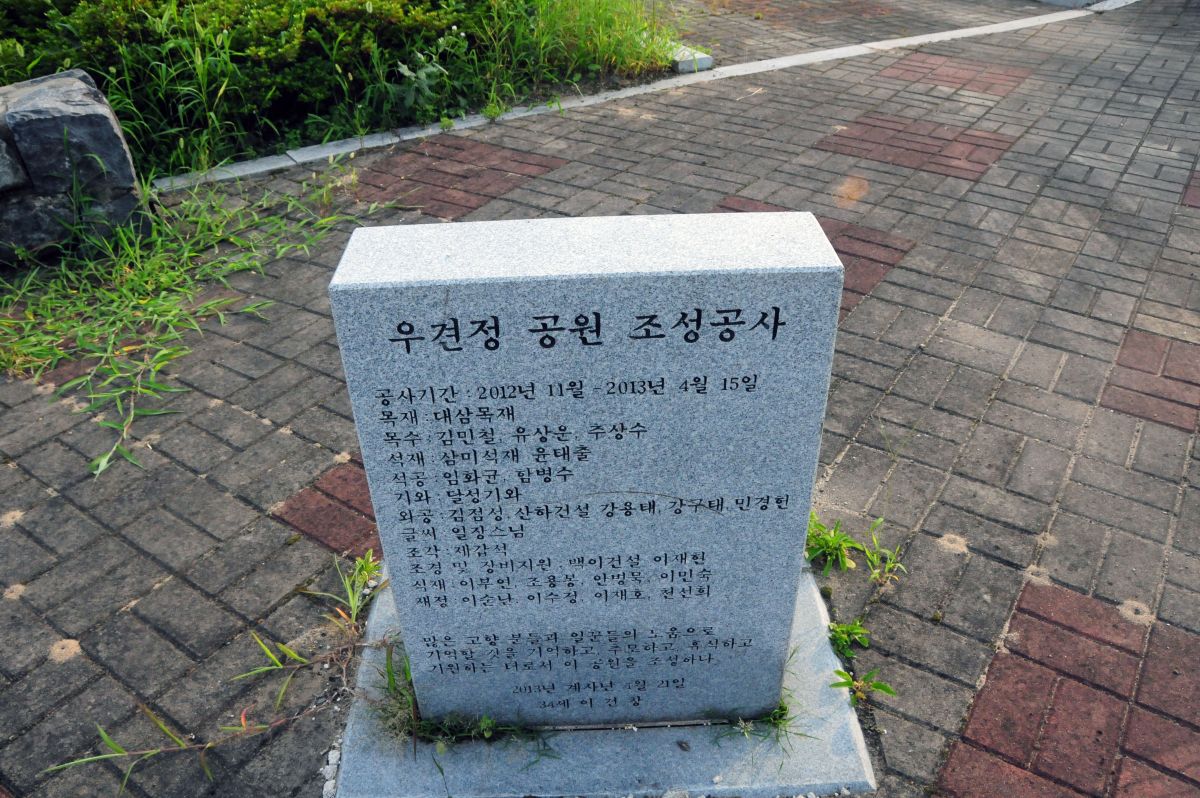 우견정 공원 조성공사
공사기간 : 2012년 11월 - 2013년 4월 15일
목재 : 대삼목재
목수 : 김민철, 유상운, 추상수
석재 : 삼미석재 윤태출
석공 : 임화균, 함병수
기와 : 달성기와
와공 : 김점성, 산하건설 강용태, 강구태, 민경헌
글씨 일장스님
조각 : 제갑석
조경 및 장비지원 : 백이건설 이재현
식재 이부연, 조용봉, 안명목, 이민숙
재정 : 이순난, 이수정, 이재호, 천선희
많은 고향 분들과 일꾼들의 도움으로
기억할 것을 기억하고, 추모하고, 휴식하고
기원하는 터로서 이 공원을 조성하다.
2013년 계사년 4월 21일
34세 이건창